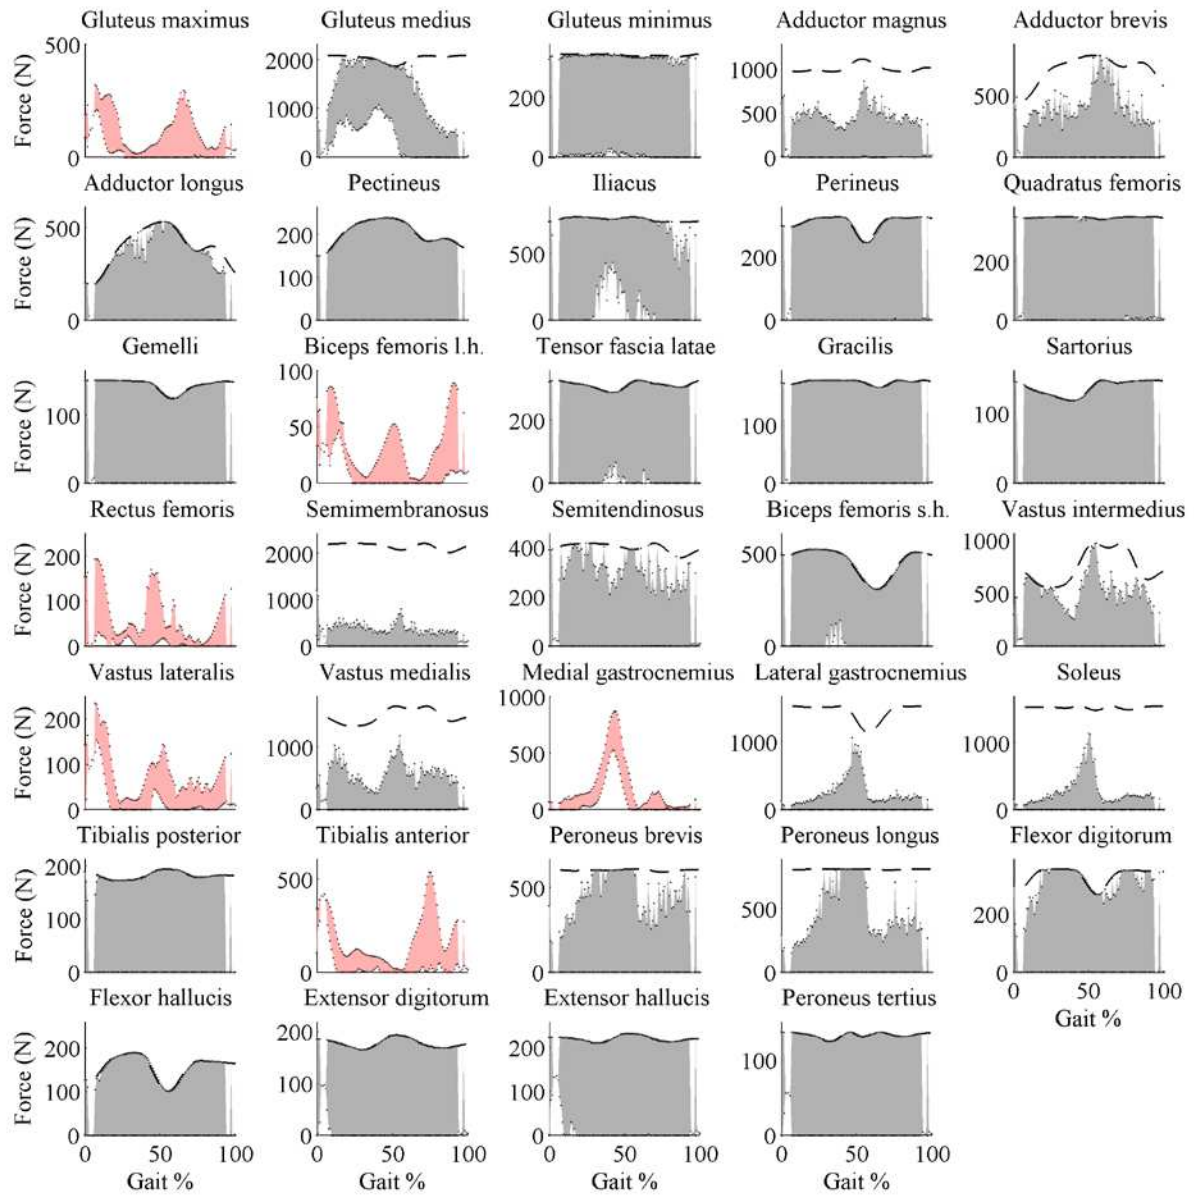 Gluteus maximus Gluteus medius Gluteus minimus Adductor magnus Adductor brevis
Force (N) 500 0 2000 1000 0 200 0 1000 500 0 500 0
Adductor longus Pectineus Iliacus Perineus Quadratus femoris
Force (N) 500 0 200 100 0 500 0 200 0 200 0
Gemelli Biceps femoris l.h. Tensor fascia latae Gracilis Sartorius
Force (N) 100 0 100 50 0 200 0 100 0 100 0
Rectus femoris Semimembranosus Semitendinosus Biceps femoris s.h. Vastus intermedius
Force (N) 200 100 0 2000 1000 0 400 200 0 500 0 1000 500 0
Vastus lateralis Vastus medialis Medial gastrocnemius Lateral gastrocnemius Soleus
Force (N) 200 100 0 1000 0 1000 500 0 1000 0 1000 0
Tibialis posterior Tibialis anterior Peroneus brevis Peroneus longus Flexor digitorum
Force (N) 200 100 0 500 0 600 400 200 0 500 0 200 0
0 50 100
Gait %
Flexor hallucis Extensor digitorum Extensor hallucis Peroneus tertius
Force (N) 200 100 0 200 100 0 200 100 0 100 0
0 50 100 0 50 100 0 50 100 0 50 100
Gait % Gait % Gait % Gait %